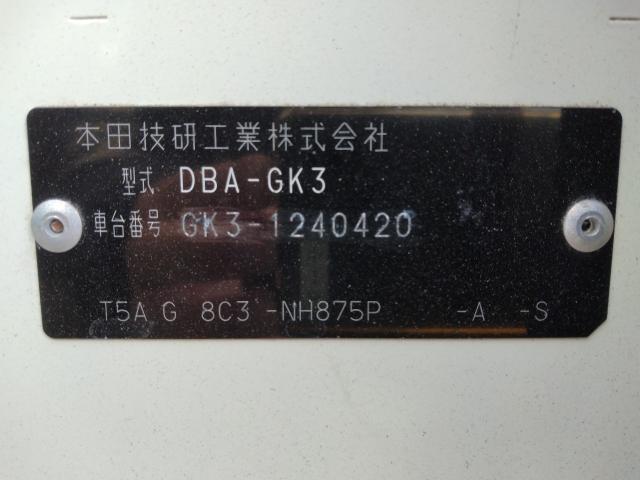 本田技研工業株式会社
型式 DBA-GK3
車台番号 GK3-1240420
T5A G 8C3 -NH875P -A -S